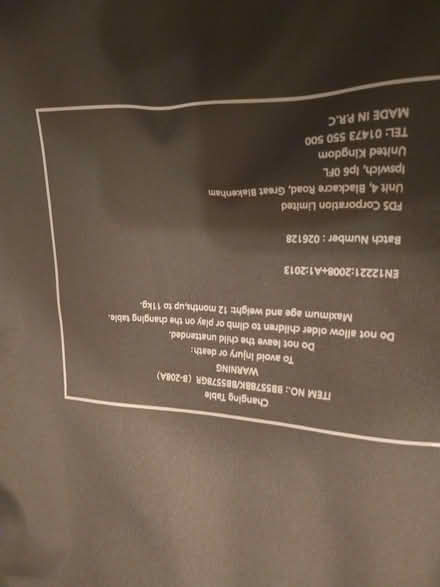 Changing Table
ITEM NO.: BB5578BK/BB5578GR (B-208A)
WARNING
To avoid injury or death:
Do not leave the child unattended.
Do not allow older children to climb or play on the changing table.
Maximum age and weight: 12 months,up to 11kg.
EN12221:2008+A1:2013
Batch Number : 026128
FDS Corporation Limited
Unit 4, Blackacre Road, Great Blakenham
Ipswich, Ip6 0FL
United Kingdom
TEL: 01473 550 500
MADE IN P.R.C